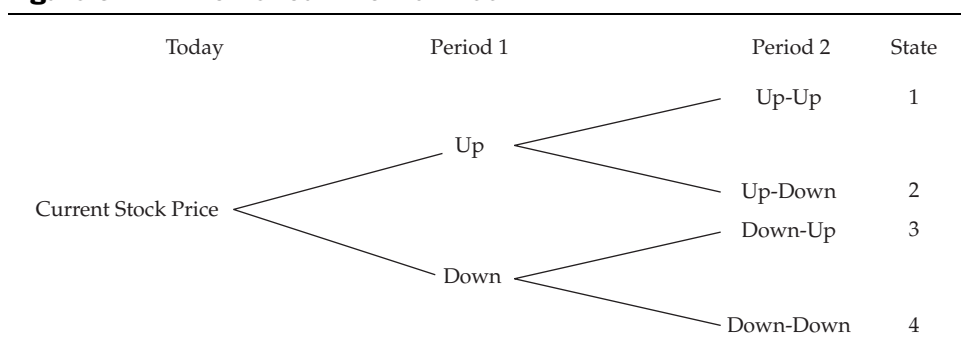 Today Period 1 Period 2 State
Up-Up 1
Up
Up-Down 2
Current Stock Price
Down-Up 3
Down
Down-Down 4